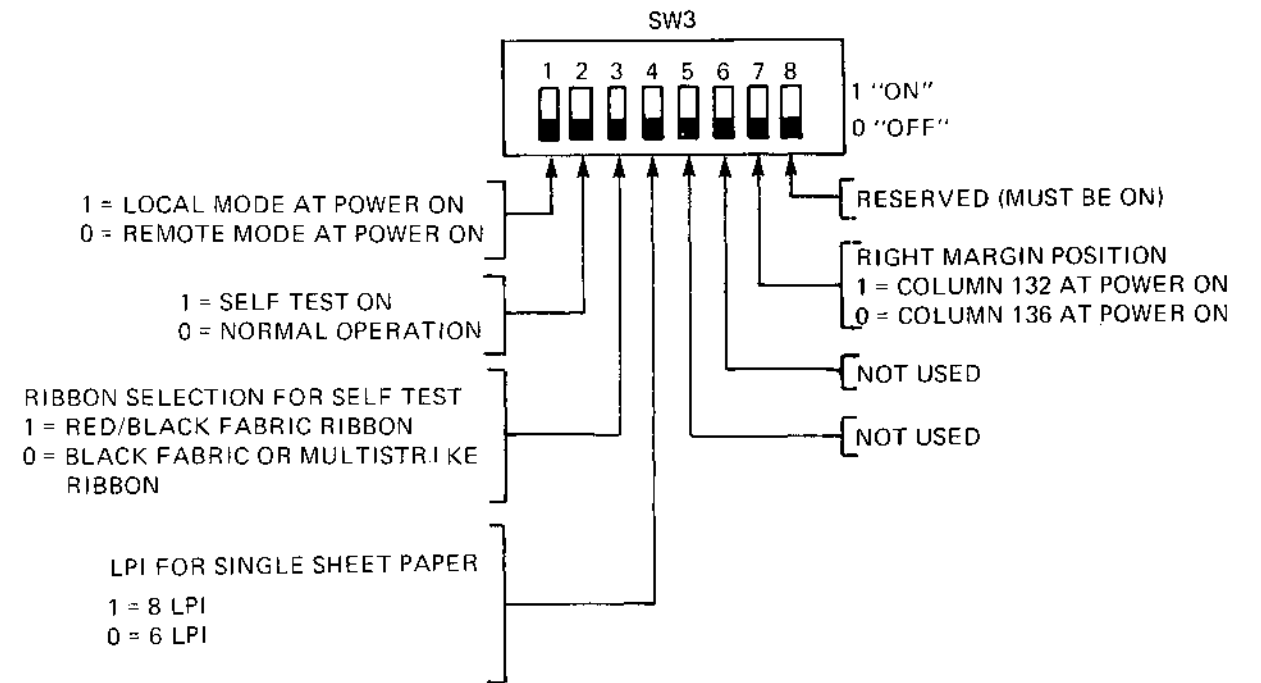 SW3
1 2 3 4 5 6 7 8
1 "ON"
0 "OFF"
1 = LOCAL MODE AT POWER ON
0 = REMOTE MODE AT POWER ON
1 = SELF TEST ON
0 = NORMAL OPERATION
RIBBON SELECTION FOR SELF TEST
1 = RED/BLACK FABRIC RIBBON
0 = BLACK FABRIC OR MULTISTRIKE
RIBBON
LPI FOR SINGLE SHEET PAPER
1 = 8 LPI
0 = 6 LPI
RESERVED (MUST BE ON)
RIGHT MARGIN POSITION
1 = COLUMN 132 AT POWER ON
0 = COLUMN 136 AT POWER ON
NOT USED
NOT USED